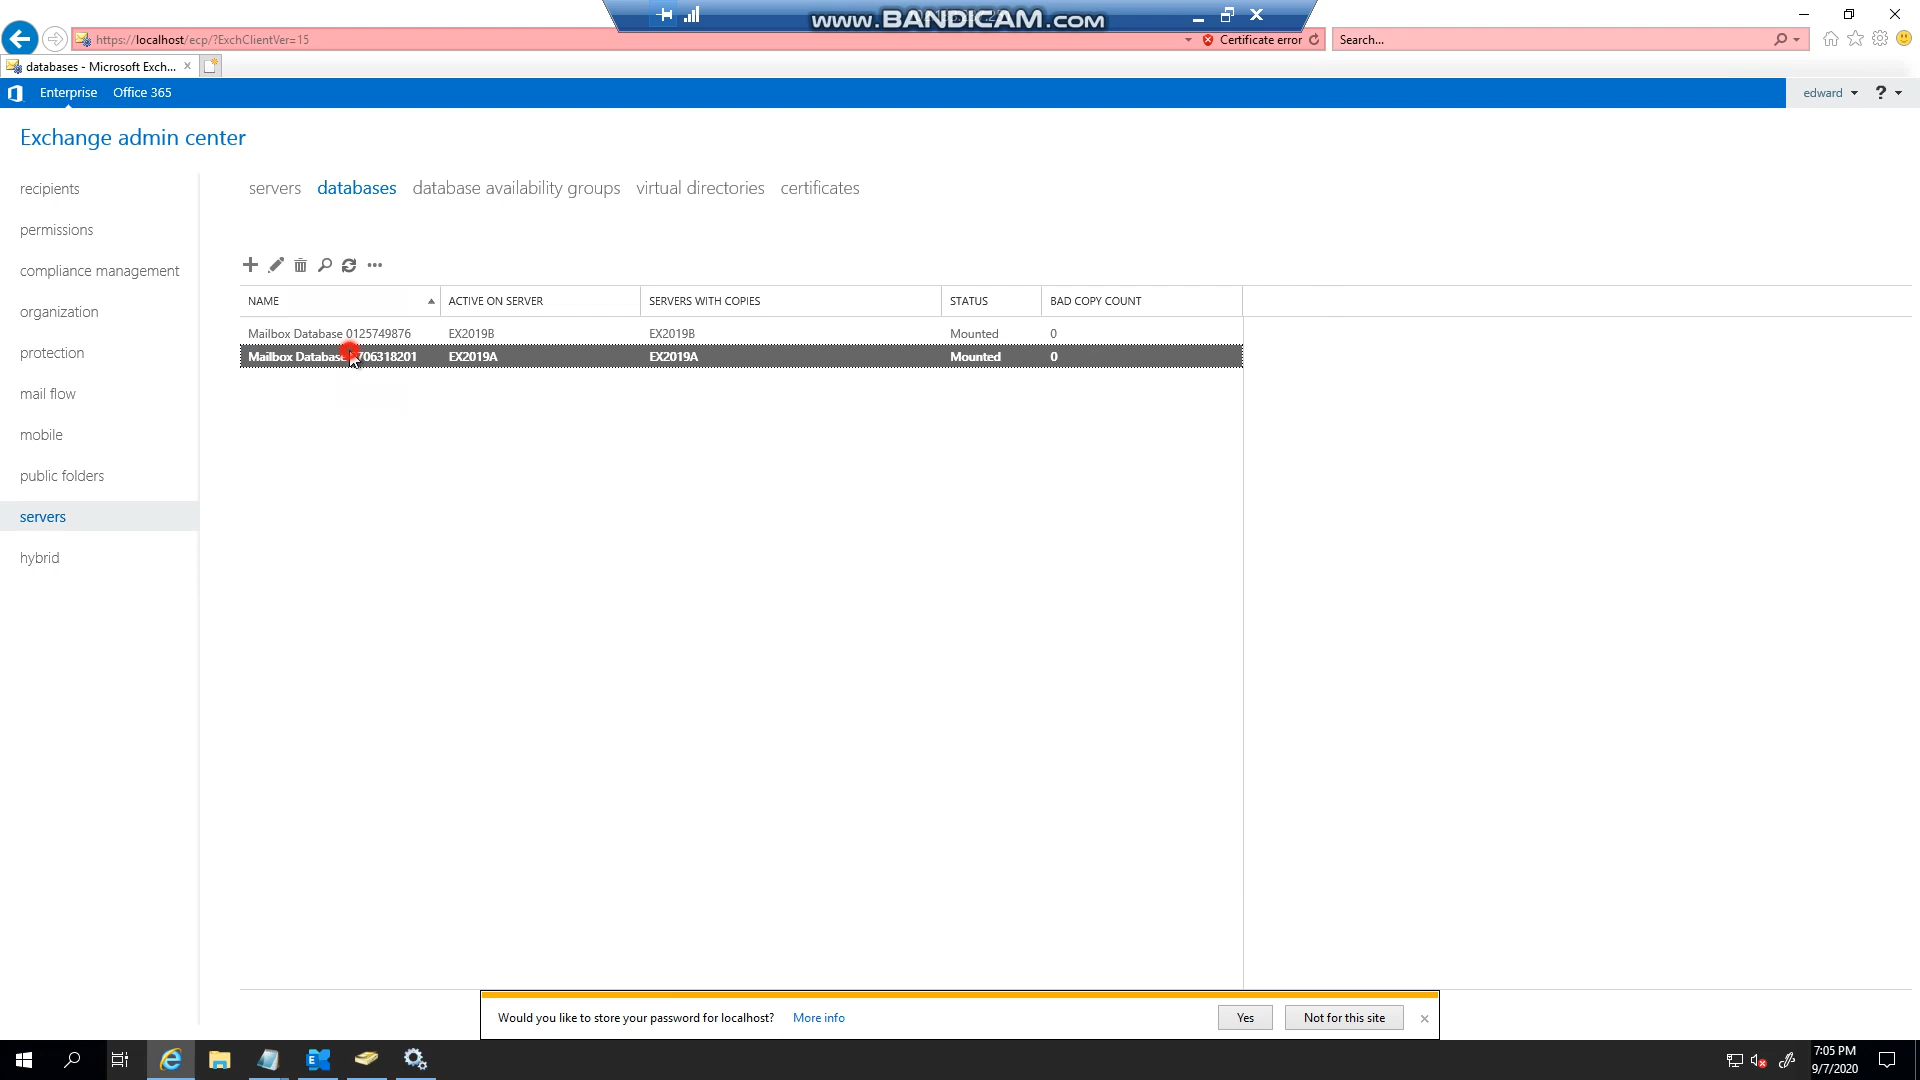 www.BANDICAM.com
https://localhost/ecp/?ExchClientVer=15
Certificate error
Search...
databases - Microsoft Exch...
Enterprise Office 365
edward ?
Exchange admin center
recipients
permissions
compliance management
organization
protection
mail flow
mobile
public folders
servers
hybrid
servers databases database availability groups virtual directories certificates
NAME ACTIVE ON SERVER SERVERS WITH COPIES STATUS BAD COPY COUNT
Mailbox Database 0125749876 EX2019B EX2019B Mounted 0
Mailbox Database 706318201 EX2019A EX2019A Mounted 0
Would you like to store your password for localhost? More info Yes Not for this site
7:05 PM
9/7/2020